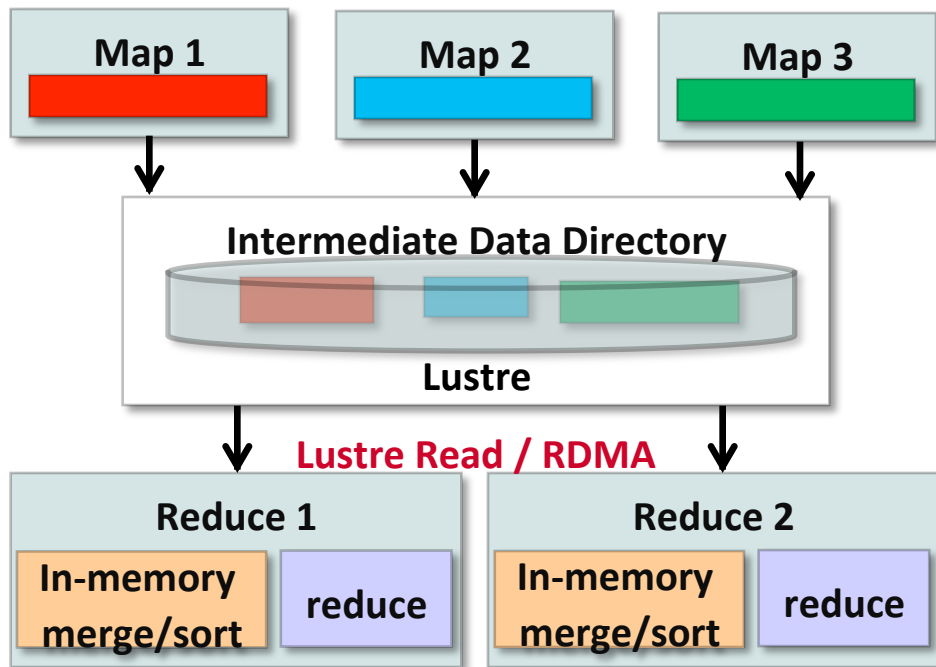 Map 1
Map 2
Map 3
Intermediate Data Directory
Lustre
Lustre Read / RDMA
Reduce 1
In-memory
merge/sort
reduce
Reduce 2
In-memory
merge/sort
reduce